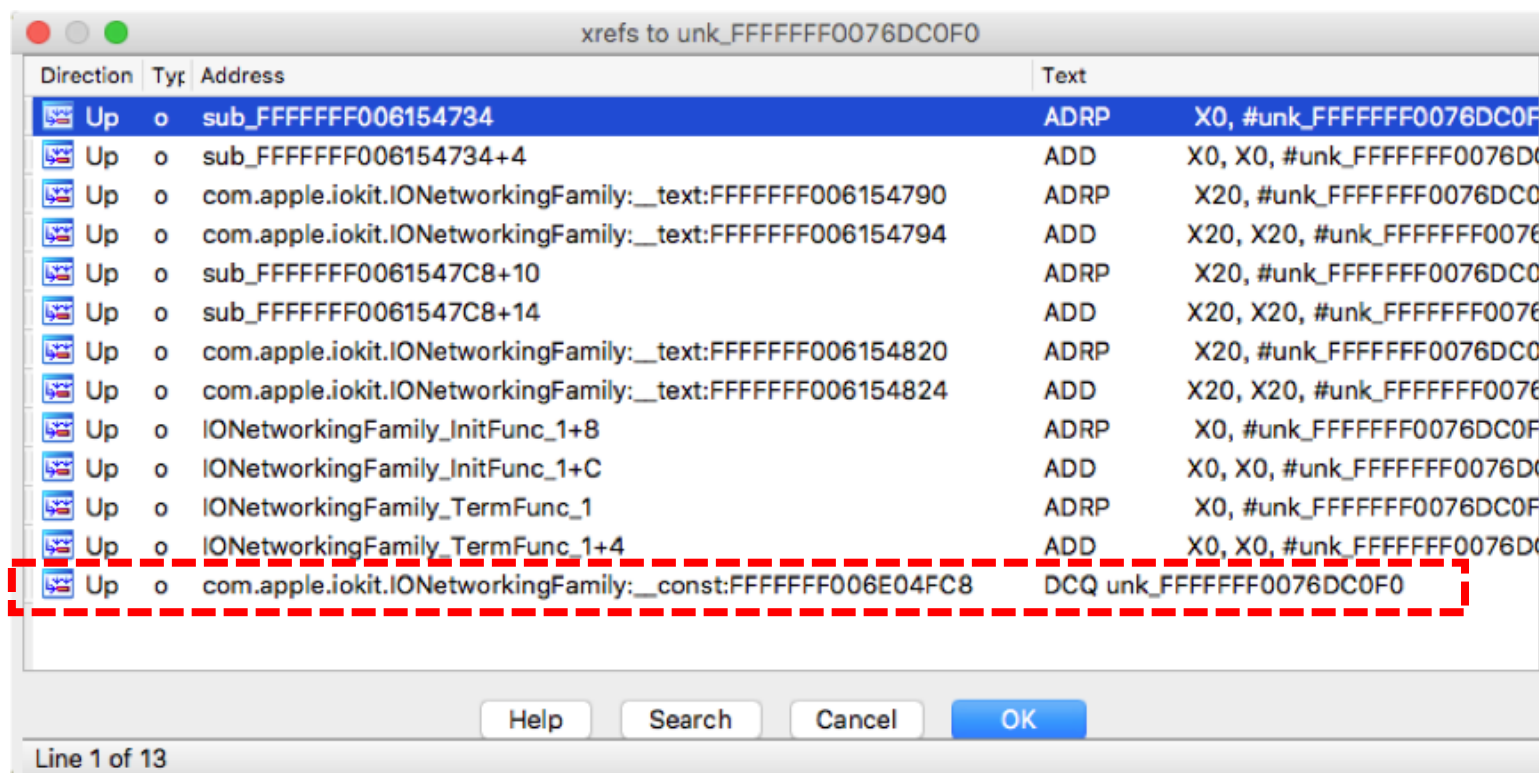 xrefs to unk_FFFFFFF0076DC0F0
Direction Typ Address Text
Up o sub_FFFFFFF006154734 ADRP X0, #unk_FFFFFFF0076DC0F
Up o sub_FFFFFFF006154734+4 ADD X0, X0, #unk_FFFFFFF0076D
Up o com.apple.iokit.IONetworkingFamily:__text:FFFFFFF006154790 ADRP X20, #unk_FFFFFFF0076DC0
Up o com.apple.iokit.IONetworkingFamily:__text:FFFFFFF006154794 ADD X20, X20, #unk_FFFFFFF0076
Up o sub_FFFFFFF0061547C8+10 ADRP X20, #unk_FFFFFFF0076DC0
Up o sub_FFFFFFF0061547C8+14 ADD X20, X20, #unk_FFFFFFF0076
Up o com.apple.iokit.IONetworkingFamily:__text:FFFFFFF006154820 ADRP X20, #unk_FFFFFFF0076DC0
Up o com.apple.iokit.IONetworkingFamily:__text:FFFFFFF006154824 ADD X20, X20, #unk_FFFFFFF0076
Up o IONetworkingFamily_InitFunc_1+8 ADRP X0, #unk_FFFFFFF0076DC0F
Up o IONetworkingFamily_InitFunc_1+C ADD X0, X0, #unk_FFFFFFF0076D
Up o IONetworkingFamily_TermFunc_1 ADRP X0, #unk_FFFFFFF0076DC0F
Up o IONetworkingFamily_TermFunc_1+4 ADD X0, X0, #unk_FFFFFFF0076D
Up o com.apple.iokit.IONetworkingFamily:__const:FFFFFFF006E04FC8 DCQ unk_FFFFFFF0076DC0F0
Help Search Cancel OK
Line 1 of 13